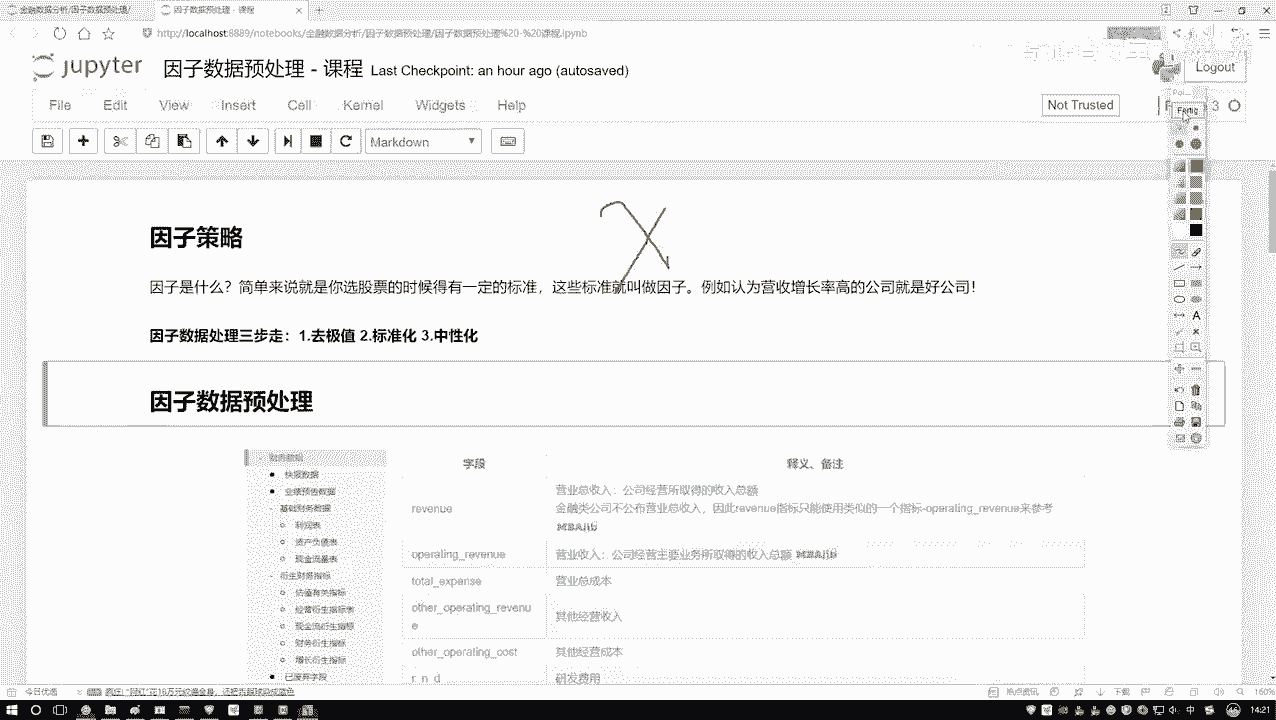 金融数据分析/因子数据预处理/
因子数据预处理 - 课程
http://localhost:8889/notebooks/金融数据分析/因子数据预处理/因子数据预处理%20-%20课程.ipynb
jupyter 因子数据预处理 - 课程 Last Checkpoint: an hour ago (autosaved)
Logout
File Edit View Insert Cell Kernel Widgets Help
Not Trusted
3
Markdown
X
因子策略
因子是什么？简单来说就是你选股票的时候得有一定的标准，这些标准就叫做因子。例如认为营收增长率高的公司就是好公司！
因子数据处理三步走：1.去极值 2.标准化 3.中性化
因子数据预处理
财务数据
快报数据
业绩预告数据
基础财务数据
利润表
资产负债表
现金流量表
衍生财务指标
估值有关指标
经营衍生指标表
现金流衍生指标
财务衍生指标
增长衍生指标
已废弃字段
字段 释义、备注
revenue 营业总收入：公司经营所取得的收入总额
金融类公司不公布营业总收入，因此revenue指标只能使用类似的一个指标-operating_revenue来参考
MBAlib
operating_revenue 营业收入：公司经营主要业务所取得的收入总额 MBAlib
total_expense 营业总成本
other_operating_revenu
e 其他经营收入
other_operating_cost 其他经营成本
r_n_d 研发费用
今日优惠
热点资讯
下载
160%
中
14:21